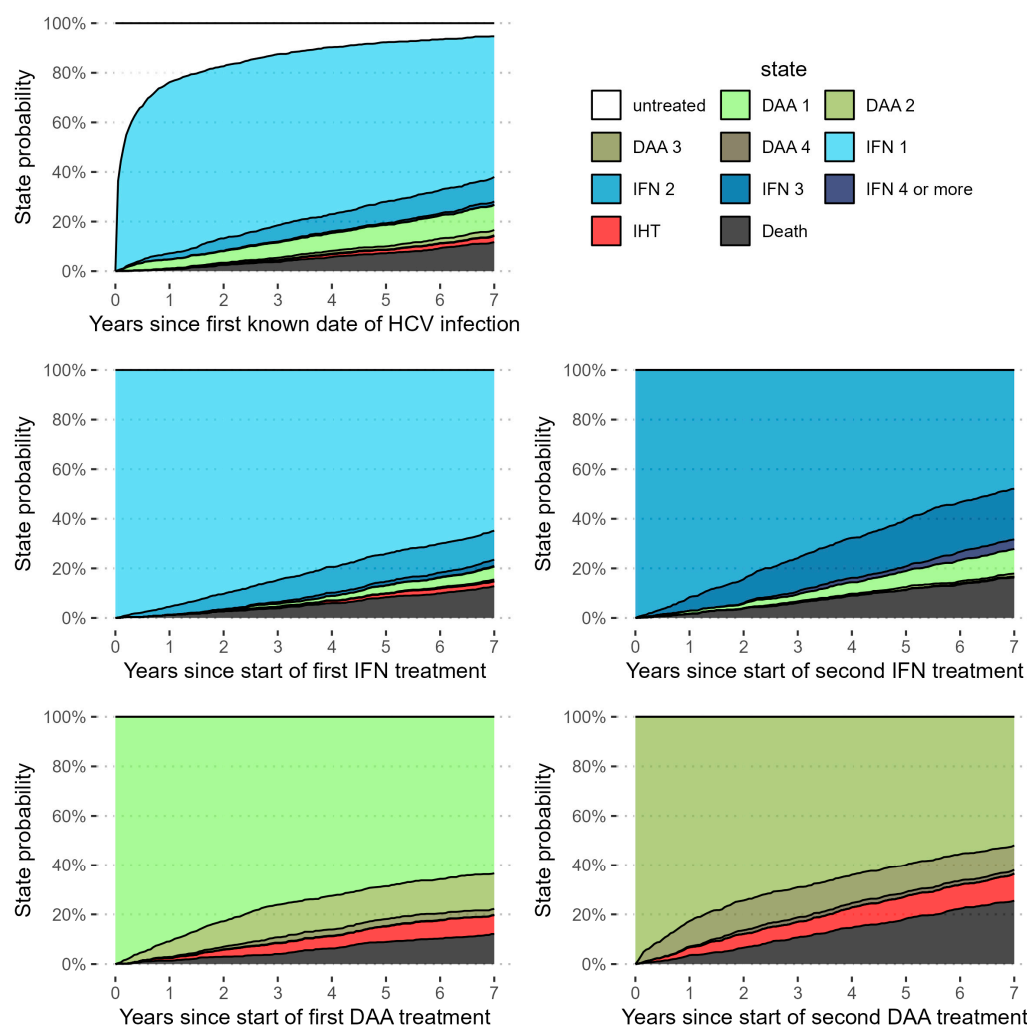 State probability
100%
80%
60%
40%
20%
0%
0 1 2 3 4 5 6 7
Years since first known date of HCV infection
state
untreated DAA 1 DAA 2
DAA 3 DAA 4 IFN 1
IFN 2 IFN 3 IFN 4 or more
IHT Death
State probability
100%
80%
60%
40%
20%
0%
0 1 2 3 4 5 6 7
Years since start of first IFN treatment
State probability
100%
80%
60%
40%
20%
0%
0 1 2 3 4 5 6 7
Years since start of second IFN treatment
State probability
100%
80%
60%
40%
20%
0%
0 1 2 3 4 5 6 7
Years since start of first DAA treatment
State probability
100%
80%
60%
40%
20%
0%
0 1 2 3 4 5 6 7
Years since start of second DAA treatment